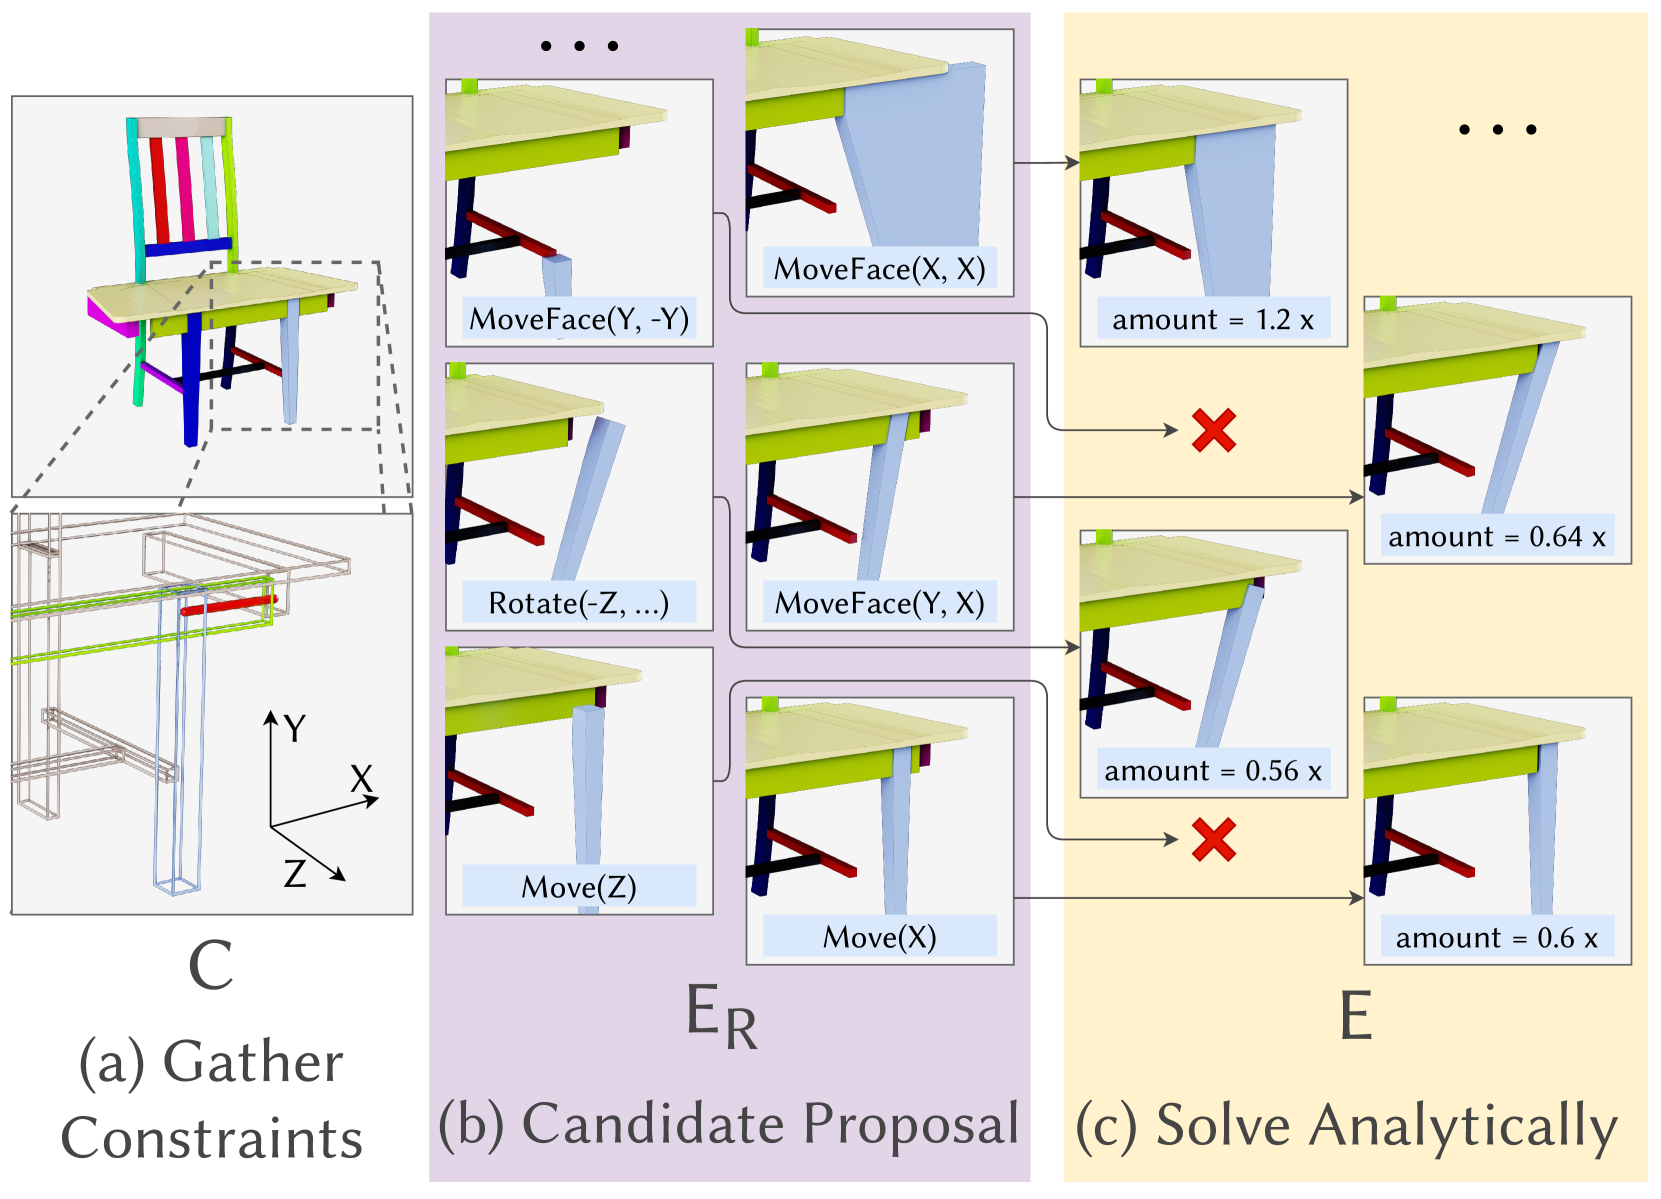 Y
X
Z
C
(a) Gather
Constraints
. . .
MoveFace(Y, -Y)
MoveFace(X, X)
Rotate(-Z, ...)
MoveFace(Y, X)
Move(Z)
Move(X)
E_R
(b) Candidate Proposal
. . .
amount = 1.2 x
amount = 0.64 x
amount = 0.56 x
amount = 0.6 x
E
(c) Solve Analytically